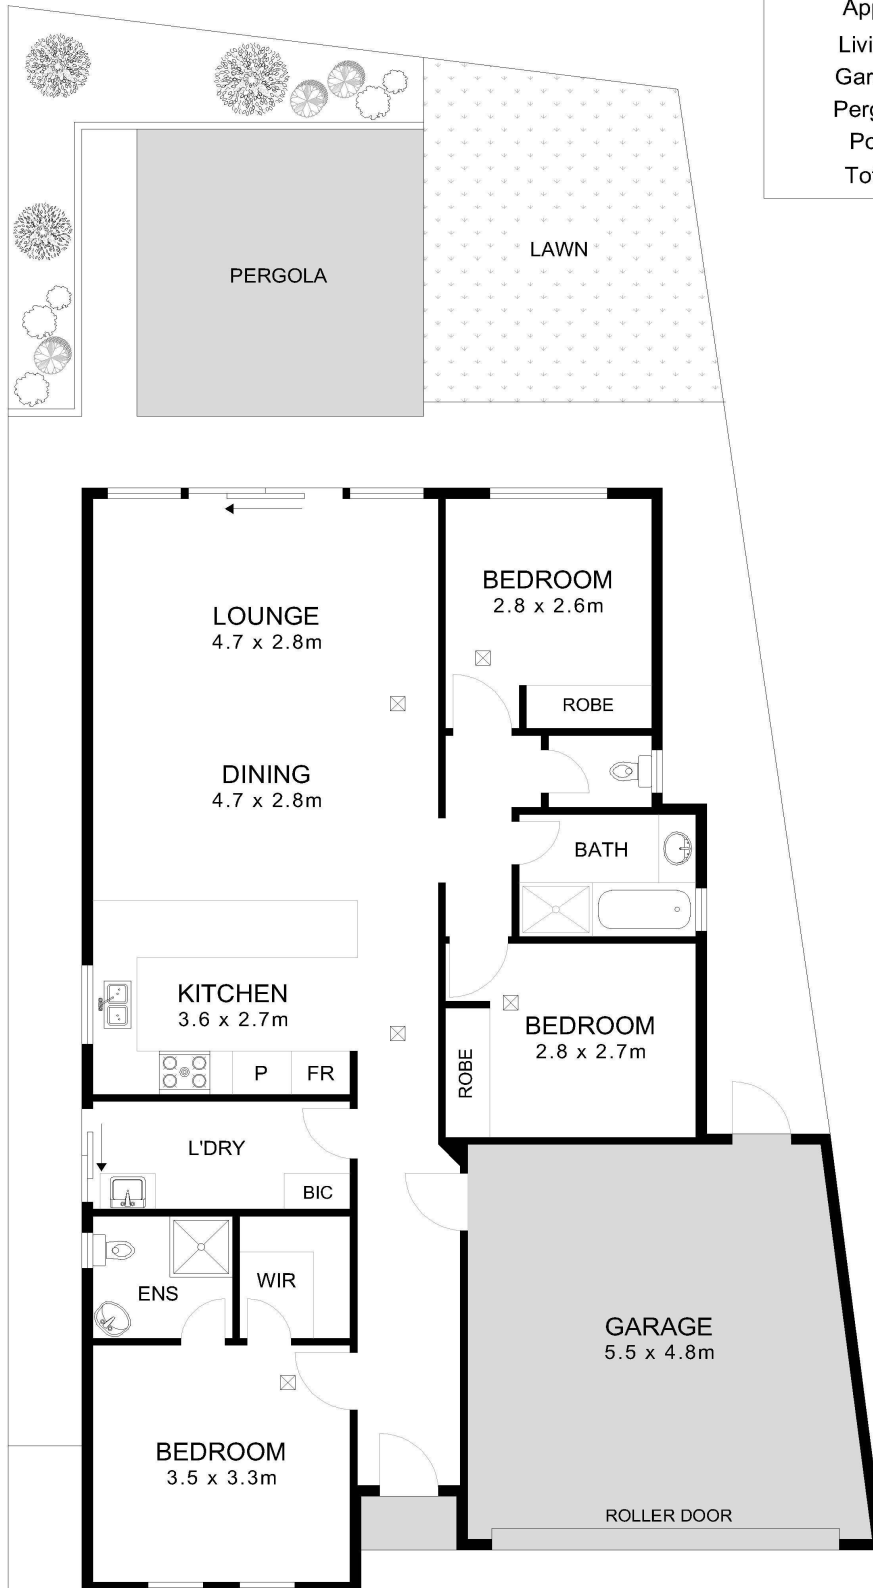 PERGOLA
LAWN
LOUNGE
4.7 x 2.8m
BEDROOM
2.8 x 2.6m
ROBE
DINING
4.7 x 2.8m
BATH
KITCHEN
3.6 x 2.7m
P
FR
BEDROOM
2.8 x 2.7m
ROBE
L'DRY
BIC
ENS
WIR
GARAGE
5.5 x 4.8m
BEDROOM
3.5 x 3.3m
ROLLER DOOR